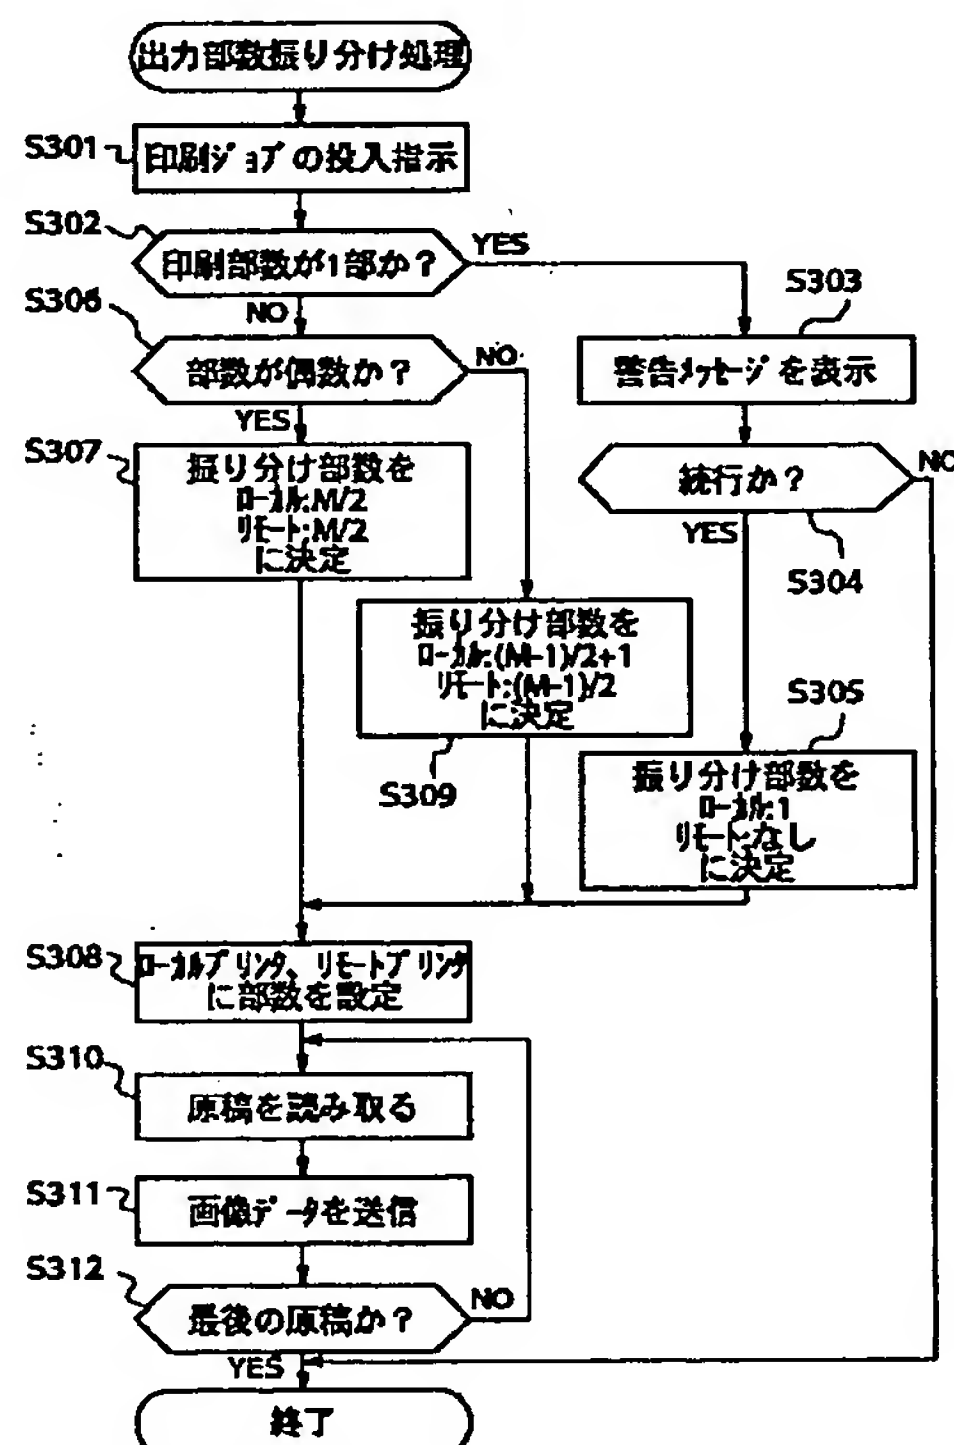 出力部数振り分け処理
S301
印刷ジョブの投入指示
S302
印刷部数が1部か？
YES
NO
S303
警告メッセージを表示
S306
部数が偶数か？
NO
YES
続行か？
NO
YES
S304
S307
振り分け部数を
ローカル:M/2
リモート:M/2
に決定
振り分け部数を
ローカル:(M-1)/2+1
リモート:(M-1)/2
に決定
S309
S305
振り分け部数を
ローカル:1
リモート:なし
に決定
S308
ローカルプリンタ、リモートプリンタ
に部数を設定
S310
原稿を読み取る
S311
画像データを送信
S312
最後の原稿か？
NO
YES
終了